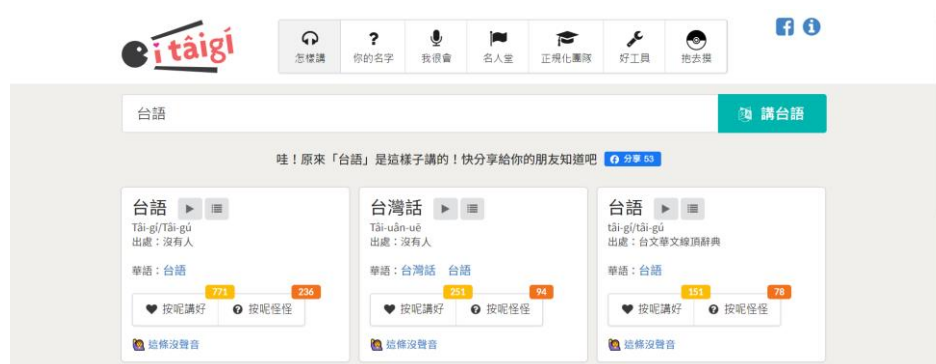 i tâigí
怎樣講 你的名字 我很會 名人堂 正規化團隊 好工具 抱去摸
台語
講台語
哇！原來「台語」是這樣子講的！快分享給你的朋友知道吧 分享 53
台語
Tâi-gí/Tâi-gú
出處：沒有人
華語：台語
771 236
按呢講好 按呢怪怪
這條沒聲音
台灣話
Tâi-uân-uē
出處：沒有人
華語：台灣話 台語
251 94
按呢講好 按呢怪怪
這條沒聲音
台語
tâi-gí/tâi-gú
出處：台文華文線頂辭典
華語：台語
151 78
按呢講好 按呢怪怪
這條沒聲音